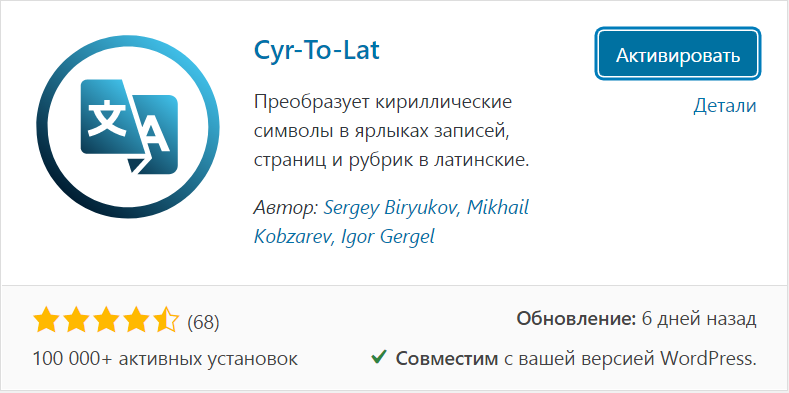 Cyr-To-Lat
Активировать
Детали
Преобразует кириллические
символы в ярлыках записей,
страниц и рубрик в латинские.
Автор: Sergey Biryukov, Mikhail
Kobzarev, Igor Gergel
文
A
(68)
Обновление: 6 дней назад
100 000+ активных установок
Совместим с вашей версией WordPress.